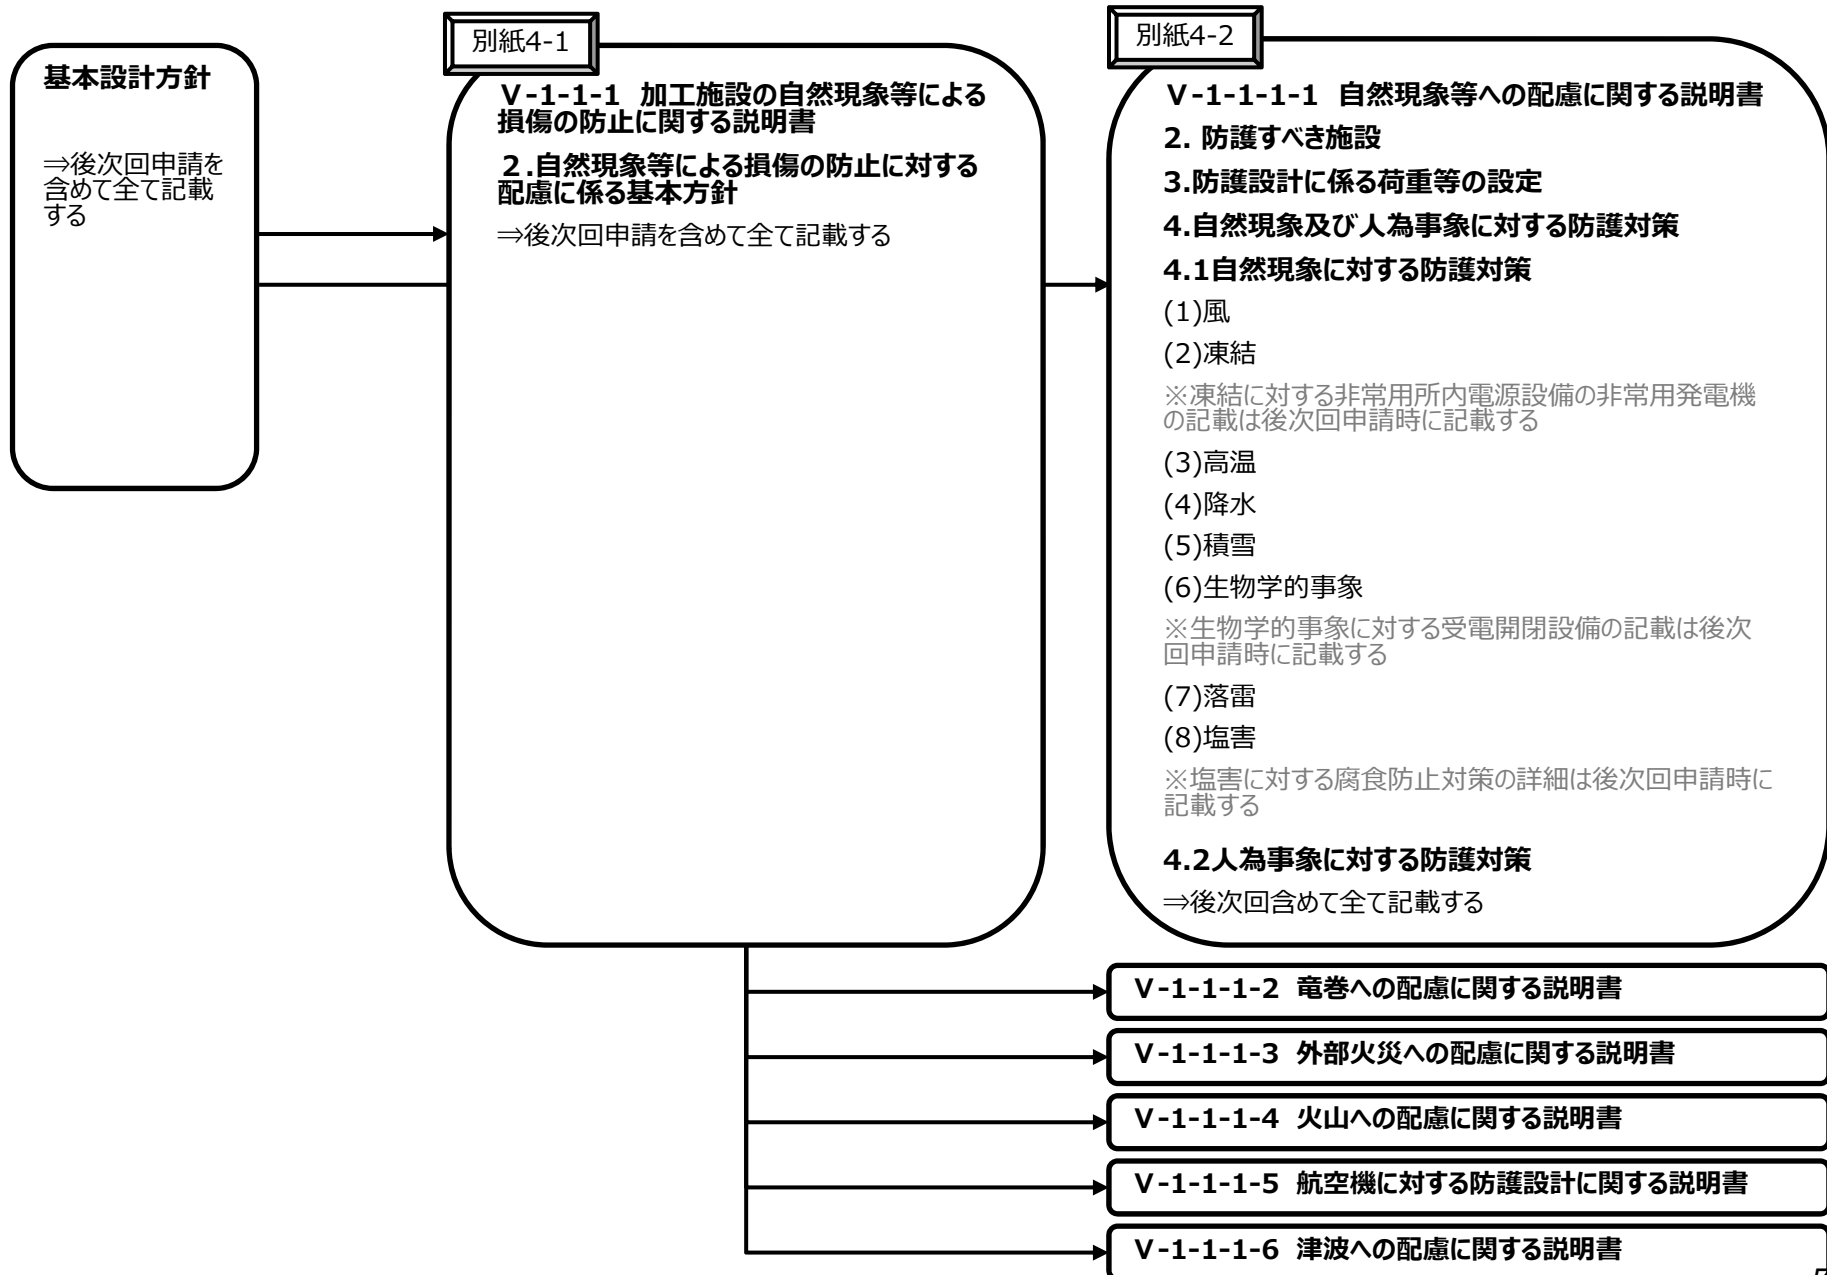 基本設計方針
⇒後次回申請を
含めて全て記載
する
別紙4-1
Ⅴ-1-1-1 加工施設の自然現象等による
損傷の防止に関する説明書
２.自然現象等による損傷の防止に対する
配慮に係る基本方針
⇒後次回申請を含めて全て記載する
別紙4-2
Ⅴ-1-1-1-1 自然現象等への配慮に関する説明書
2. 防護すべき施設
3.防護設計に係る荷重等の設定
4.自然現象及び人為事象に対する防護対策
4.1自然現象に対する防護対策
(1)風
(2)凍結
※凍結に対する非常用所内電源設備の非常用発電機
の記載は後次回申請時に記載する
(3)高温
(4)降水
(5)積雪
(6)生物学的事象
※生物学的事象に対する受電開閉設備の記載は後次
回申請時に記載する
(7)落雷
(8)塩害
※塩害に対する腐食防止対策の詳細は後次回申請時に
記載する
4.2人為事象に対する防護対策
⇒後次回含めて全て記載する
Ⅴ-1-1-1-2 竜巻への配慮に関する説明書
Ⅴ-1-1-1-3 外部火災への配慮に関する説明書
Ⅴ-1-1-1-4 火山への配慮に関する説明書
Ⅴ-1-1-1-5 航空機に対する防護設計に関する説明書
Ⅴ-1-1-1-6 津波への配慮に関する説明書